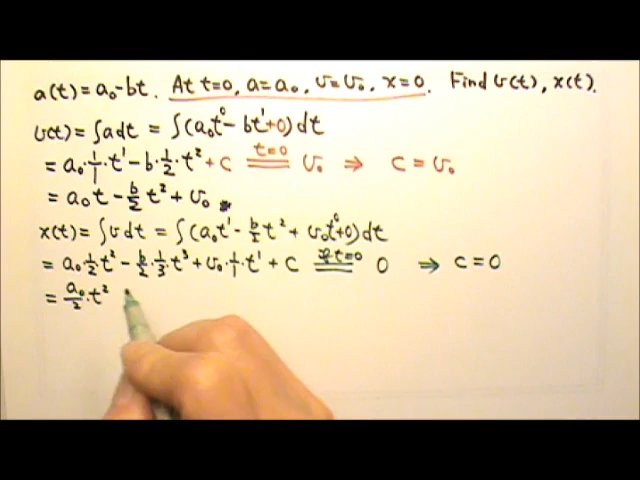 a(t) = a₀ - bt. At t=0, a=a₀, v=v₀, x=0. Find v(t), x(t).
v(t) = ∫adt = ∫(a₀t⁰ - bt¹+0)dt
= a₀·1/1·t¹ - b·1/2·t² + c =(t=0)= v₀ ⇒ c = v₀
= a₀t - b/2 t² + v₀
x(t) = ∫vdt = ∫(a₀t¹ - b/2 t² + v₀t⁰+0)dt
= a₀·1/2 t² - b/2·1/3·t³ + v₀·1/1·t¹ + c =(t=0)= 0 ⇒ c = 0
= a₀/2·t²